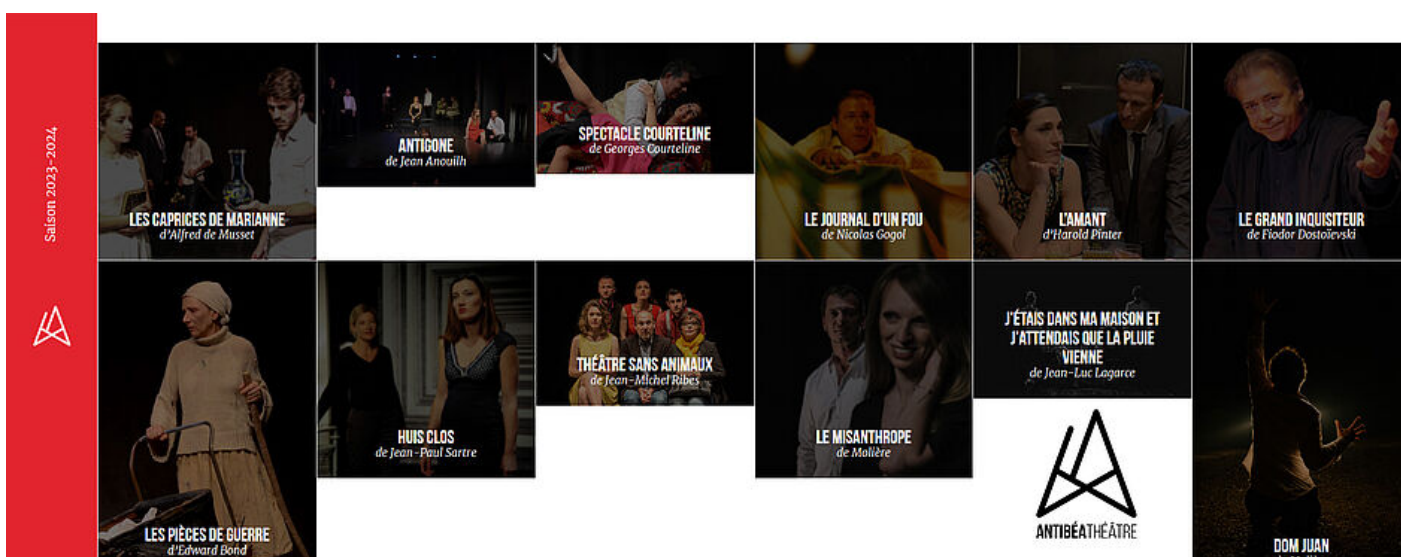 Saison 2023-2024
LES CAPRICES DE MARIANNE
d'Alfred de Musset
ANTIGONE
de Jean Anouilh
SPECTACLE COURTELINE
de Georges Courteline
LE JOURNAL D'UN FOU
de Nicolas Gogol
L'AMANT
d'Harold Pinter
LE GRAND INQUISITEUR
de Fiodor Dostoïevski
LES PIÈCES DE GUERRE
d'Edward Bond
HUIS CLOS
de Jean-Paul Sartre
THÉÂTRE SANS ANIMAUX
de Jean-Michel Ribes
LE MISANTHROPE
de Molière
J'ÉTAIS DANS MA MAISON ET
J'ATTENDAIS QUE LA PLUIE
VIENNE
de Jean-Luc Lagarce
ANTIBÉATHÉÂTRE
DOM JUAN